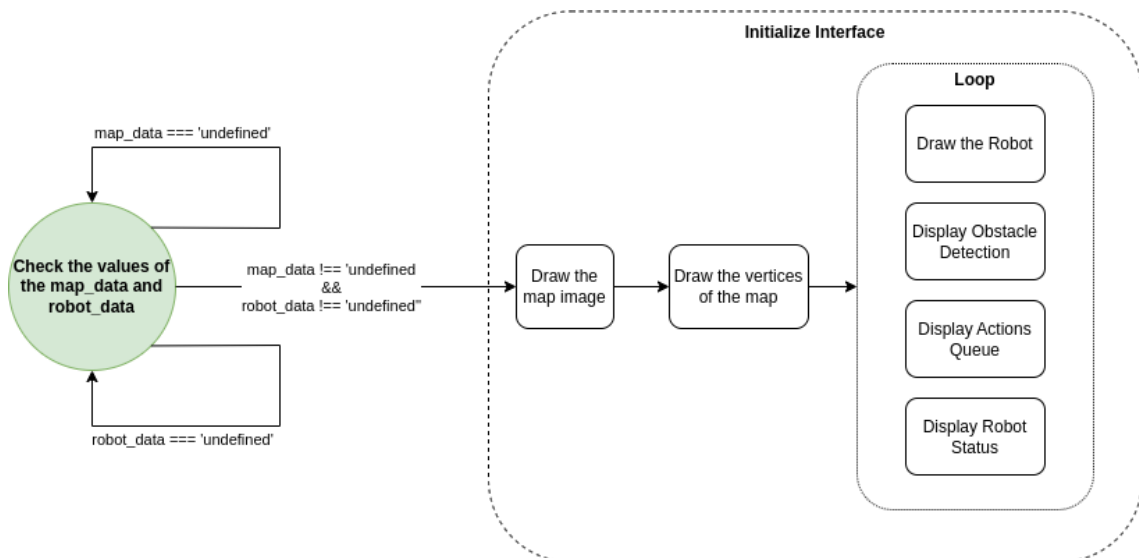 Initialize Interface
Loop
map_data === 'undefined'
Draw the Robot
Check the values of
the map_data and
robot_data
map_data !== 'undefined
&&
robot_data !== 'undefined"
Draw the
map image
Draw the vertices
of the map
Display Obstacle
Detection
Display Actions
Queue
Display Robot
Status
robot_data === 'undefined'